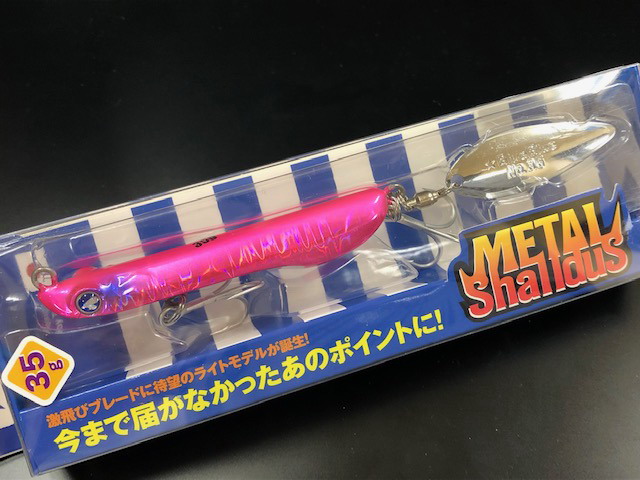 METAL
Shalldus
35g
35g
激飛びブレードに待望のライトモデルが誕生!
今まで届かなかったあのポイントに!